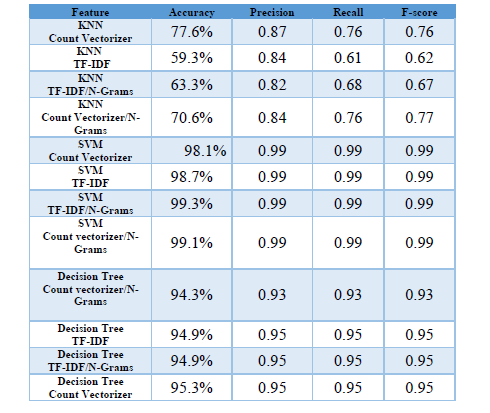 Feature Accuracy Precision Recall F-score
KNN
Count Vectorizer 77.6% 0.87 0.76 0.76
KNN
TF-IDF 59.3% 0.84 0.61 0.62
KNN
TF-IDF/N-Grams 63.3% 0.82 0.68 0.67
KNN
Count Vectorizer/N-
Grams 70.6% 0.84 0.76 0.77
SVM
Count Vectorizer 98.1% 0.99 0.99 0.99
SVM
TF-IDF 98.7% 0.99 0.99 0.99
SVM
TF-IDF/N-Grams 99.3% 0.99 0.99 0.99
SVM
Count vectorizer/N-
Grams 99.1% 0.99 0.99 0.99
Decision Tree
Count vectorizer/N-
Grams 94.3% 0.93 0.93 0.93
Decision Tree
TF-IDF 94.9% 0.95 0.95 0.95
Decision Tree
TF-IDF/N-Grams 94.9% 0.95 0.95 0.95
Decision Tree
Count Vectorizer 95.3% 0.95 0.95 0.95